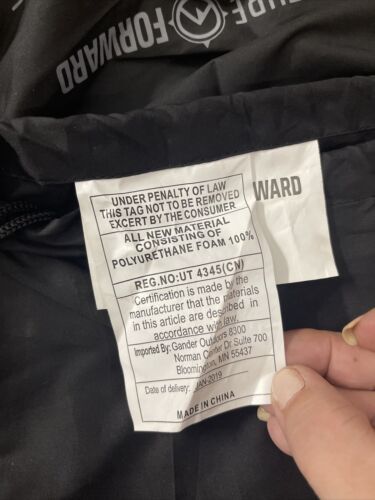 FORWARD
UNDER PENALTY OF LAW
THIS TAG NOT TO BE REMOVED
EXCERT BY THE CONSUMER
WARD
ALL NEW MATERIAL
CONSISTING OF
POLYURETHANE FOAM 100%
REG.NO:UT 4345(CN)
Certification is made by the
manufacturer that the materials
in this article are described in
accordance with law.
Imported By: Gander Outdoors 8300
Norman Center Dr Suite 700
Bloomington, MN 55437
Date of delivery: JAN-2019
MADE IN CHINA